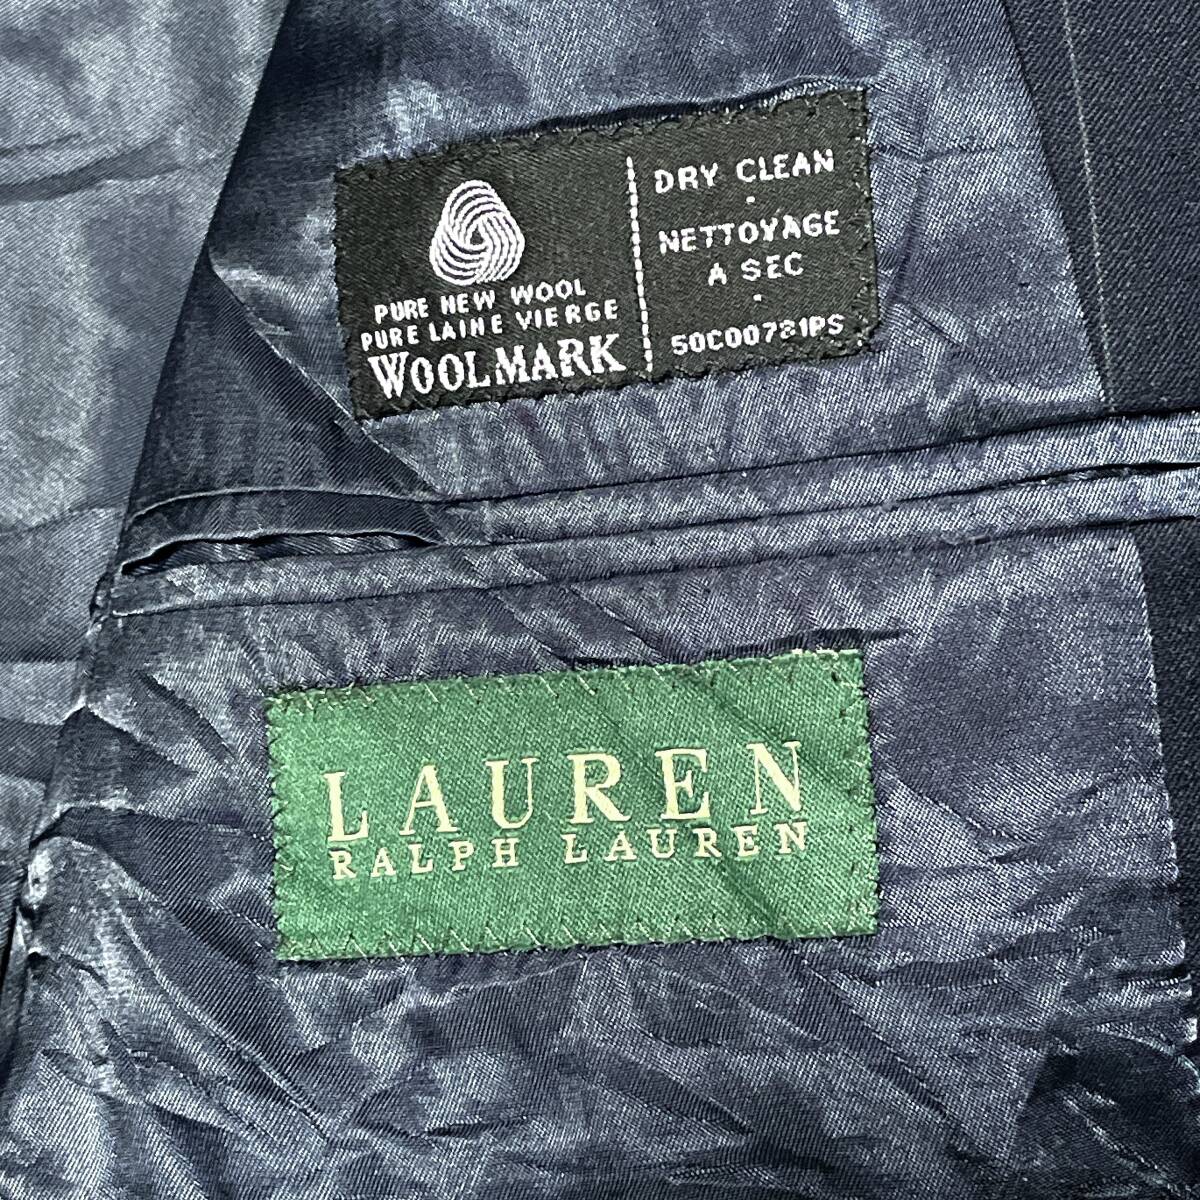 PURE NEW WOOL
PURE LAINE VIERGE
WOOLMARK
DRY CLEAN
NETTOYAGE
A SEC
50C00781PS
LAUREN
RALPH LAUREN